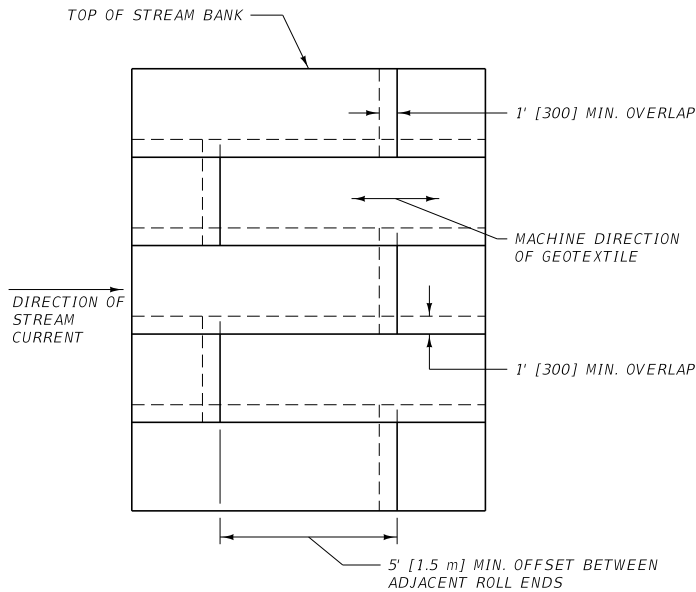 TOP OF STREAM BANK
1' [300] MIN. OVERLAP
MACHINE DIRECTION
OF GEOTEXTILE
DIRECTION OF
STREAM
CURRENT
1' [300] MIN. OVERLAP
5' [1.5 m] MIN. OFFSET BETWEEN
ADJACENT ROLL ENDS